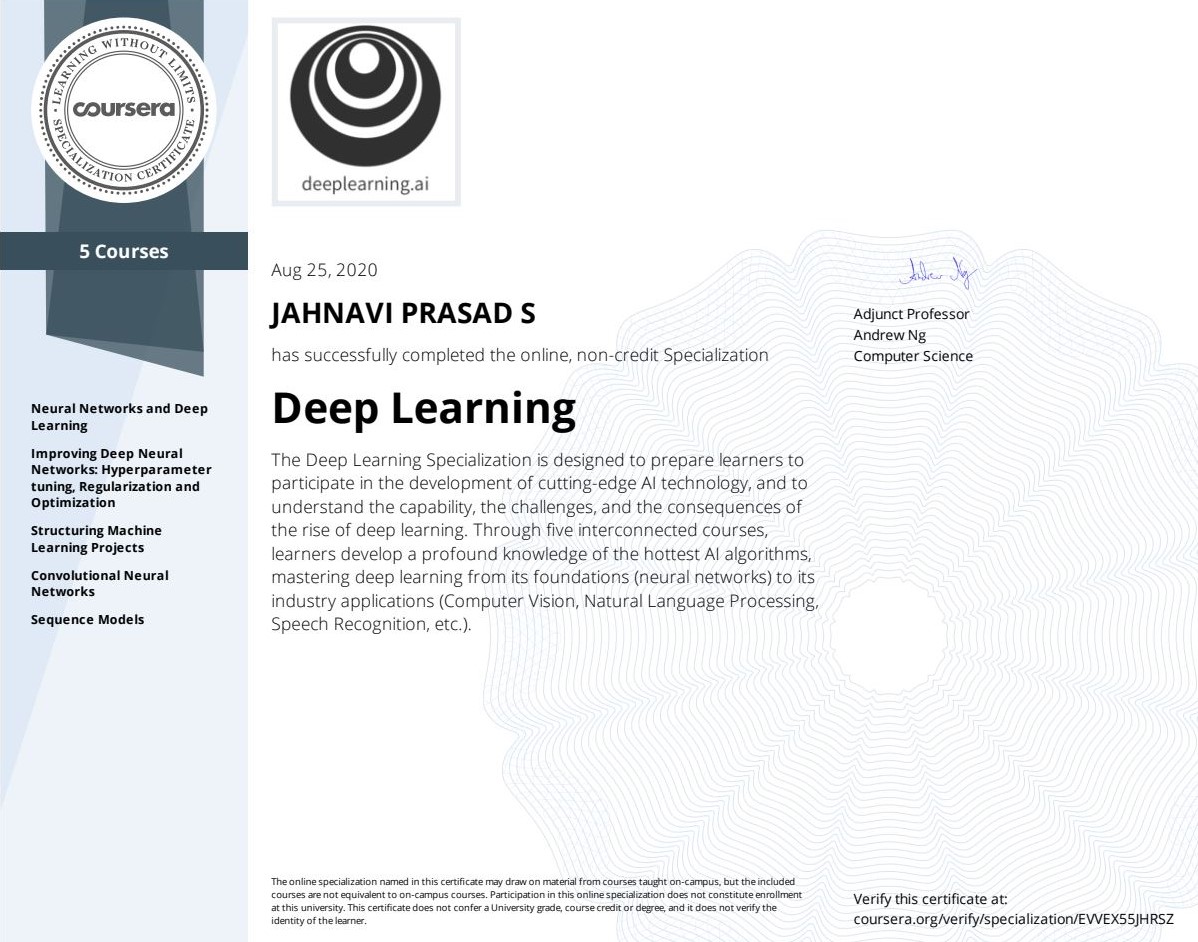 LEARNING WITHOUT LIMITS
coursera
SPECIALIZATION CERTIFICATE
5 Courses
Neural Networks and Deep
Learning
Improving Deep Neural
Networks: Hyperparameter
tuning, Regularization and
Optimization
Structuring Machine
Learning Projects
Convolutional Neural
Networks
Sequence Models
deeplearning.ai
Aug 25, 2020
JAHNAVI PRASAD S
has successfully completed the online, non-credit Specialization
Deep Learning
The Deep Learning Specialization is designed to prepare learners to
participate in the development of cutting-edge AI technology, and to
understand the capability, the challenges, and the consequences of
the rise of deep learning. Through five interconnected courses,
learners develop a profound knowledge of the hottest AI algorithms,
mastering deep learning from its foundations (neural networks) to its
industry applications (Computer Vision, Natural Language Processing,
Speech Recognition, etc.).
Andrew Ng
Adjunct Professor
Andrew Ng
Computer Science
The online specialization named in this certificate may draw on material from courses taught on-campus, but the included
courses are not equivalent to on-campus courses. Participation in this online specialization does not constitute enrollment
at this university. This certificate does not confer a University grade, course credit or degree, and it does not verify the
identity of the learner.
Verify this certificate at:
coursera.org/verify/specialization/EVVEX55JHRSZ